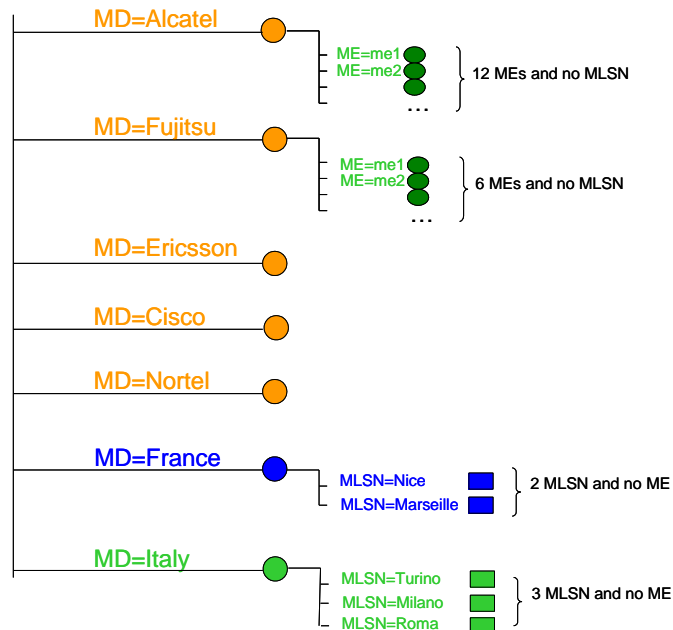 MD=Alcatel
ME=me1
ME=me2
12 MEs and no MLSN
...
MD=Fujitsu
ME=me1
ME=me2
6 MEs and no MLSN
...
MD=Ericsson
MD=Cisco
MD=Nortel
MD=France
MLSN=Nice
2 MLSN and no ME
MLSN=Marseille
MD=Italy
MLSN=Turino
3 MLSN and no ME
MLSN=Milano
MLSN=Roma